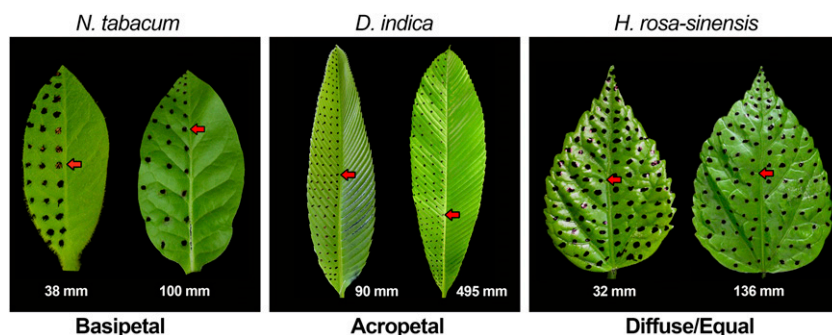 N. tabacum
D. indica
H. rosa-sinensis
38 mm
100 mm
90 mm
495 mm
32 mm
136 mm
Basipetal
Acropetal
Diffuse/Equal